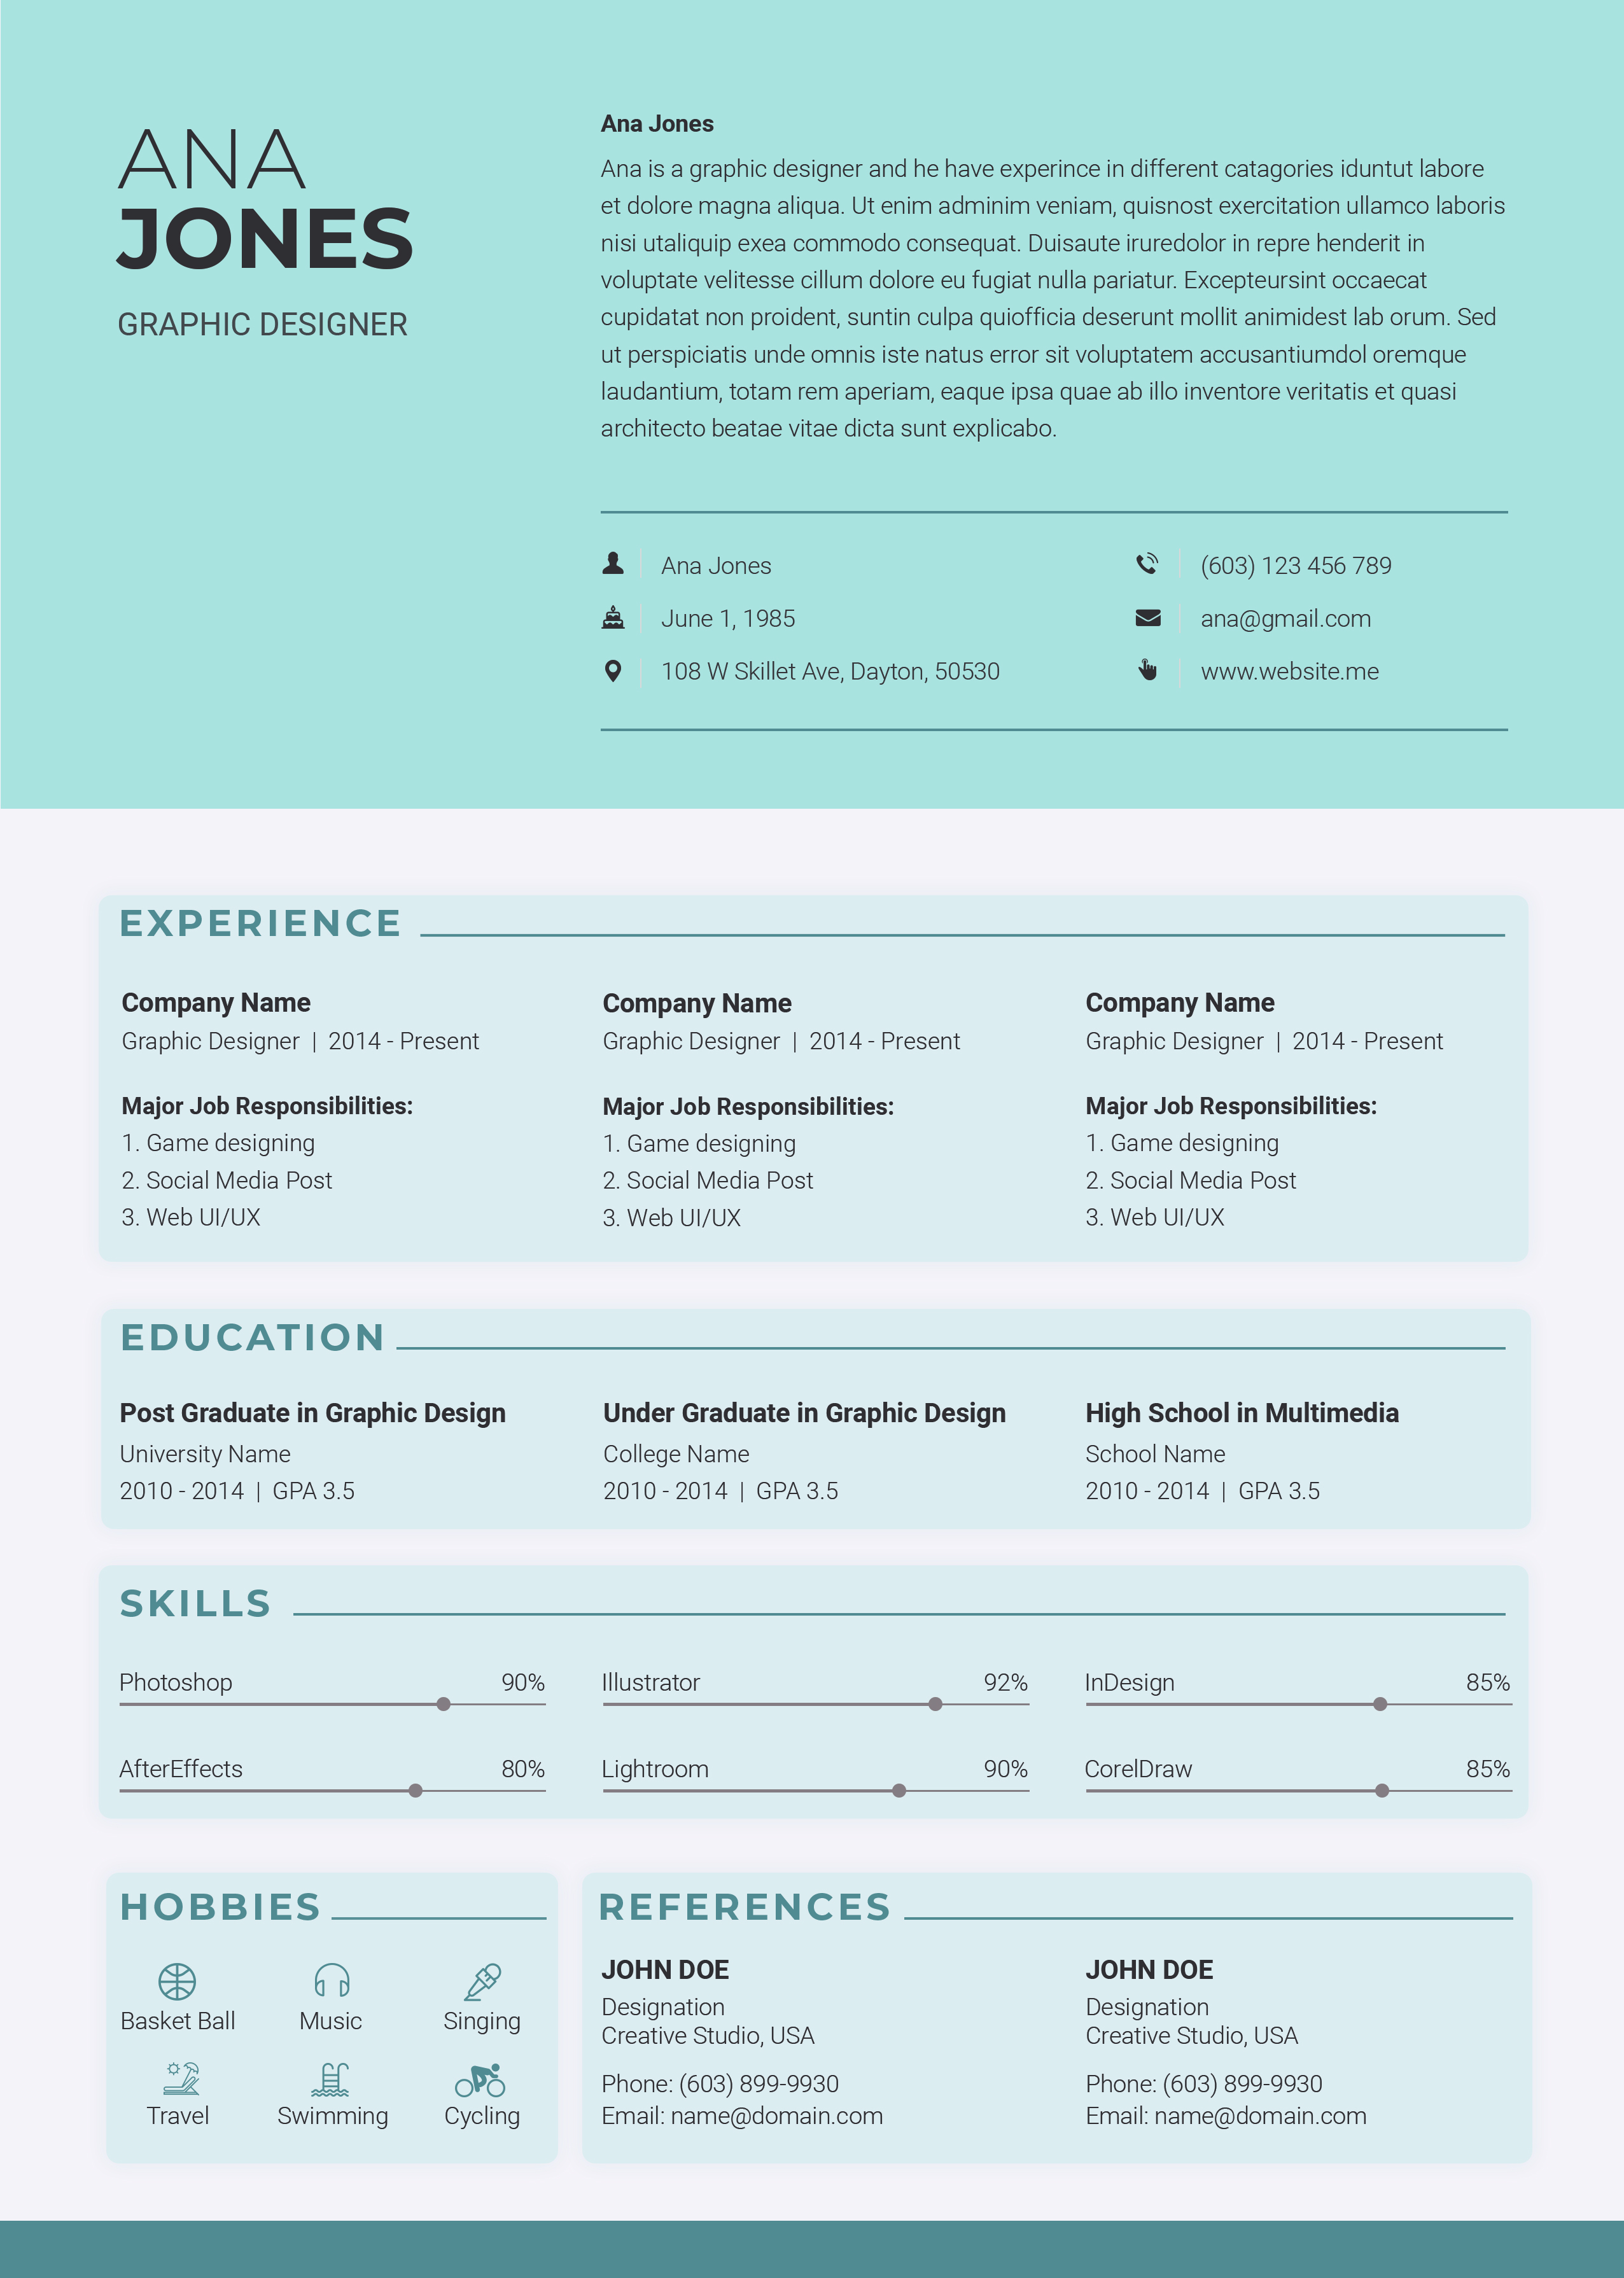 ANA
JONES
GRAPHIC DESIGNER
Ana Jones
Ana is a graphic designer and he have experince in different catagories iduntut labore
et dolore magna aliqua. Ut enim adminim veniam, quisnost exercitation ullamco laboris
nisi utaliquip exea commodo consequat. Duisaute iruredolor in repre henderit in
voluptate velitesse cillum dolore eu fugiat nulla pariatur. Excepteursint occaecat
cupidatat non proident, suntin culpa quiofficia deserunt mollit animidest lab orum. Sed
ut perspiciatis unde omnis iste natus error sit voluptatem accusantiumdol oremque
laudantium, totam rem aperiam, eaque ipsa quae ab illo inventore veritatis et quasi
architecto beatae vitae dicta sunt explicabo.
Ana Jones
June 1, 1985
108 W Skillet Ave, Dayton, 50530
(603) 123 456 789
ana@gmail.com
www.website.me
EXPERIENCE
Company Name
Graphic Designer | 2014 - Present
Major Job Responsibilities:
1. Game designing
2. Social Media Post
3. Web UI/UX
Company Name
Graphic Designer | 2014 - Present
Major Job Responsibilities:
1. Game designing
2. Social Media Post
3. Web UI/UX
Company Name
Graphic Designer | 2014 - Present
Major Job Responsibilities:
1. Game designing
2. Social Media Post
3. Web UI/UX
EDUCATION
Post Graduate in Graphic Design
University Name
2010 - 2014 | GPA 3.5
Under Graduate in Graphic Design
College Name
2010 - 2014 | GPA 3.5
High School in Multimedia
School Name
2010 - 2014 | GPA 3.5
SKILLS
Photoshop 90%
Illustrator 92%
InDesign 85%
AfterEffects 80%
Lightroom 90%
CorelDraw 85%
HOBBIES
Basket Ball
Music
Singing
Travel
Swimming
Cycling
REFERENCES
JOHN DOE
Designation
Creative Studio, USA
Phone: (603) 899-9930
Email: name@domain.com
JOHN DOE
Designation
Creative Studio, USA
Phone: (603) 899-9930
Email: name@domain.com